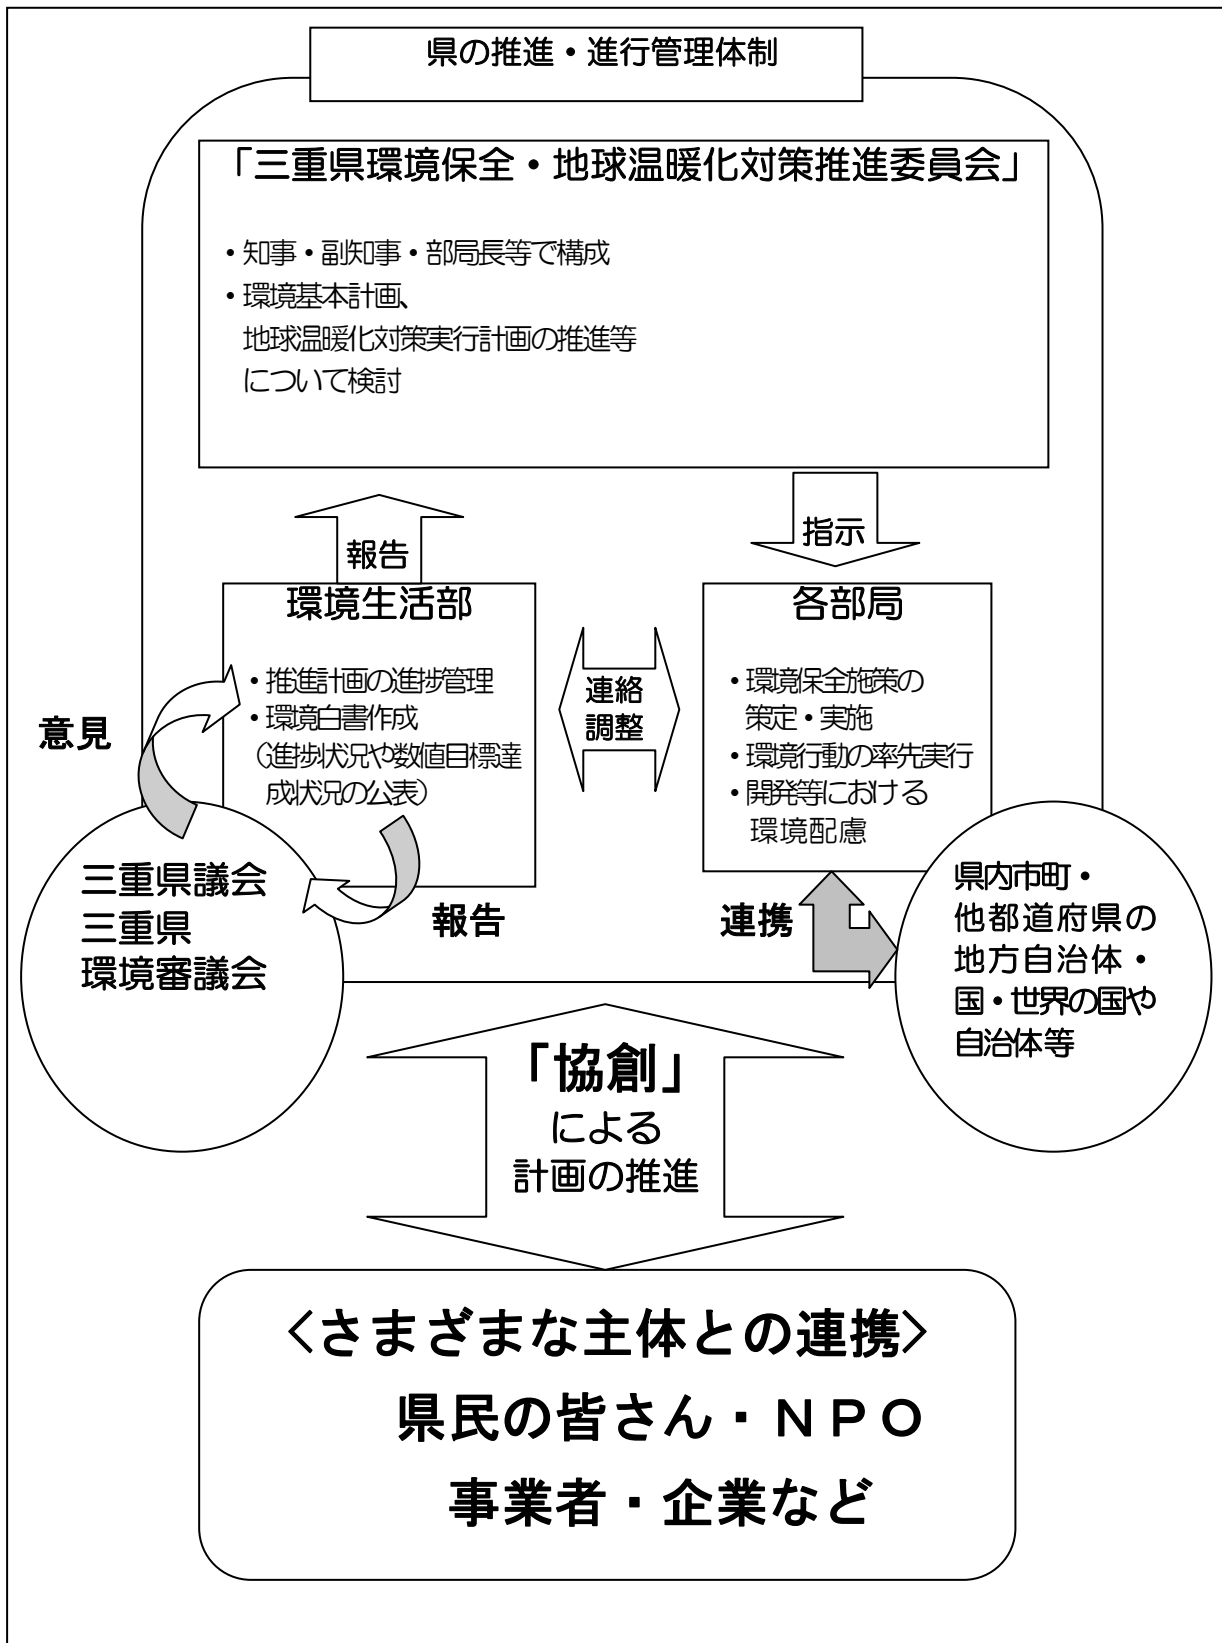 県の推進・進行管理体制
「三重県環境保全・地球温暖化対策推進委員会」
・知事・副知事・部局長等で構成
・環境基本計画、
地球温暖化対策実行計画の推進等
について検討
報告
指示
環境生活部
・推進計画の進捗管理
・環境白書作成
（進捗状況や数値目標達
成状況の公表）
連絡
調整
各部局
・環境保全施策の
策定・実施
・環境行動の率先実行
・開発等における
環境配慮
意見
三重県議会
三重県
環境審議会
報告
連携
県内市町・
他都道府県の
地方自治体・
国・世界の国や
自治体等
「協創」
による
計画の推進
＜さまざまな主体との連携＞
県民の皆さん・ＮＰＯ
事業者・企業など